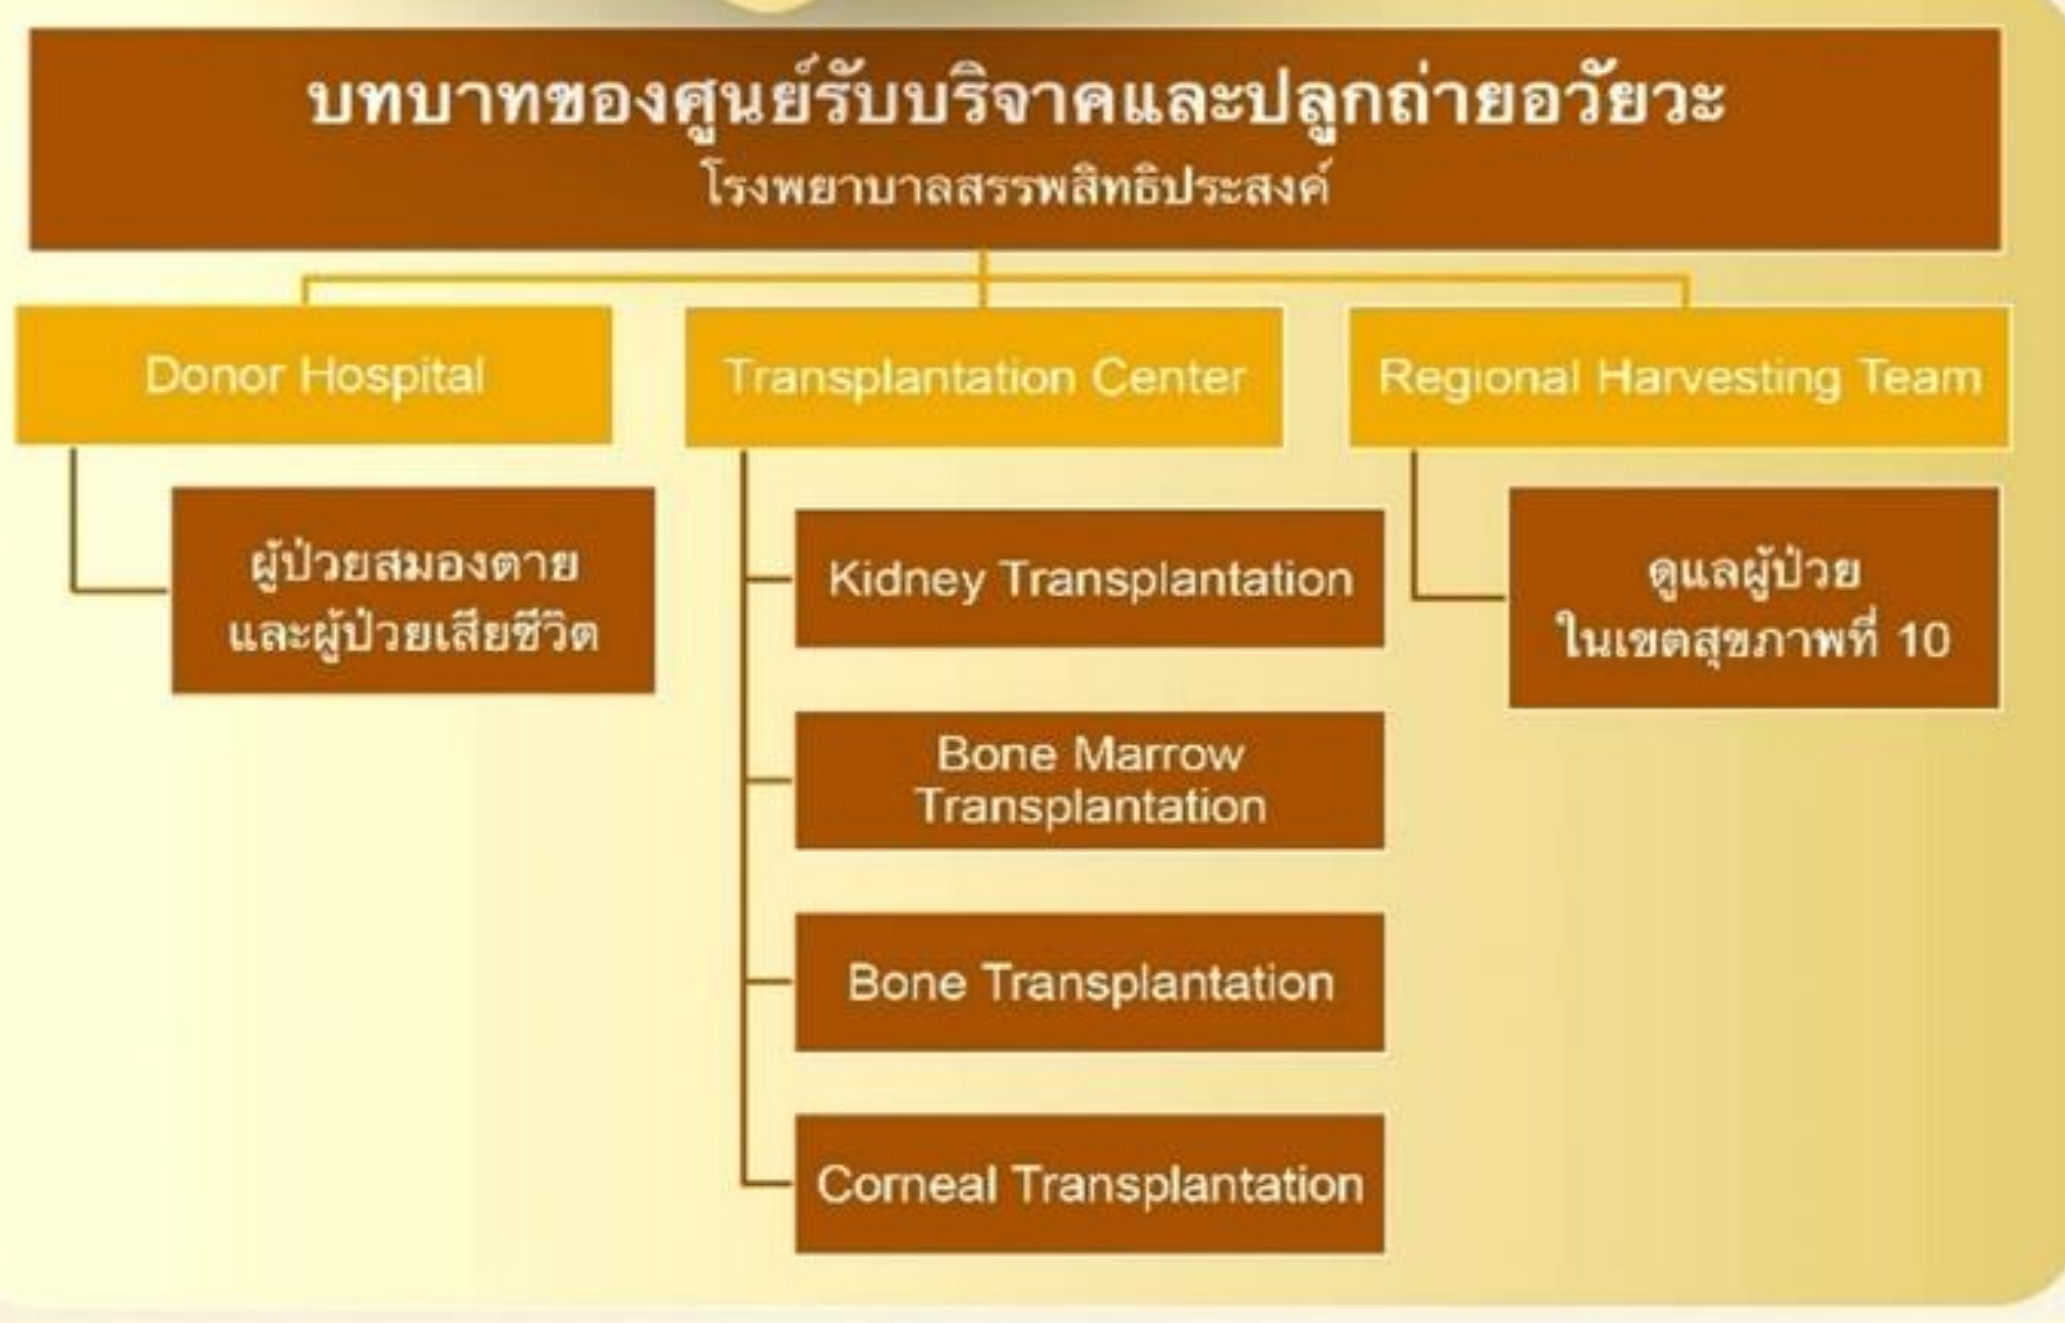 บทบาทของศูนย์รับบริจาคและปลูกถ่ายอวัยวะ
โรงพยาบาลสรรพสิทธิประสงค์
Donor Hospital
ผู้ป่วยสมองตาย
และผู้ป่วยเสียชีวิต
Transplantation Center
Kidney Transplantation
Bone Marrow
Transplantation
Bone Transplantation
Corneal Transplantation
Regional Harvesting Team
ดูแลผู้ป่วย
ในเขตสุขภาพที่ 10